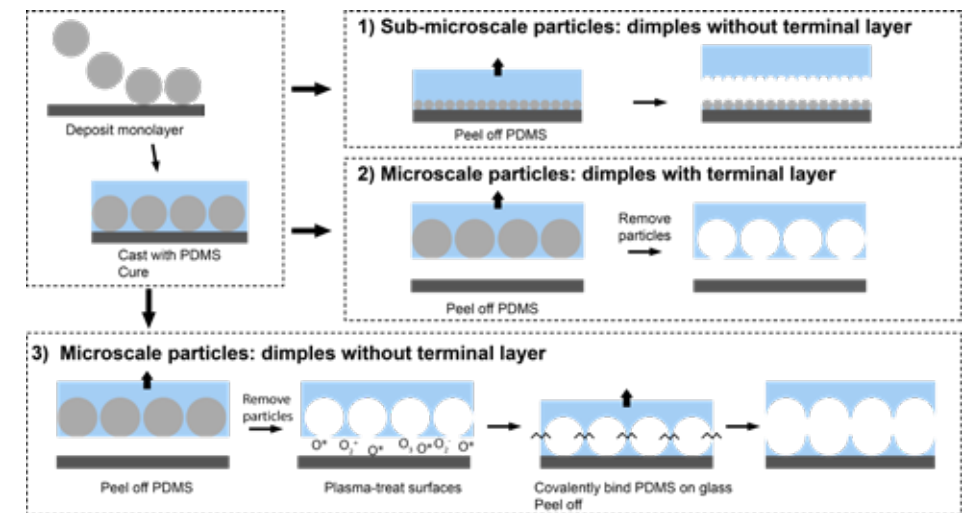 Deposit monolayer
Cast with PDMS
Cure
1) Sub-microscale particles: dimples without terminal layer
Peel off PDMS
2) Microscale particles: dimples with terminal layer
Remove
particles
Peel off PDMS
3) Microscale particles: dimples without terminal layer
Remove
particles
Peel off PDMS
Plasma-treat surfaces
Covalently bind PDMS on glass
Peel off